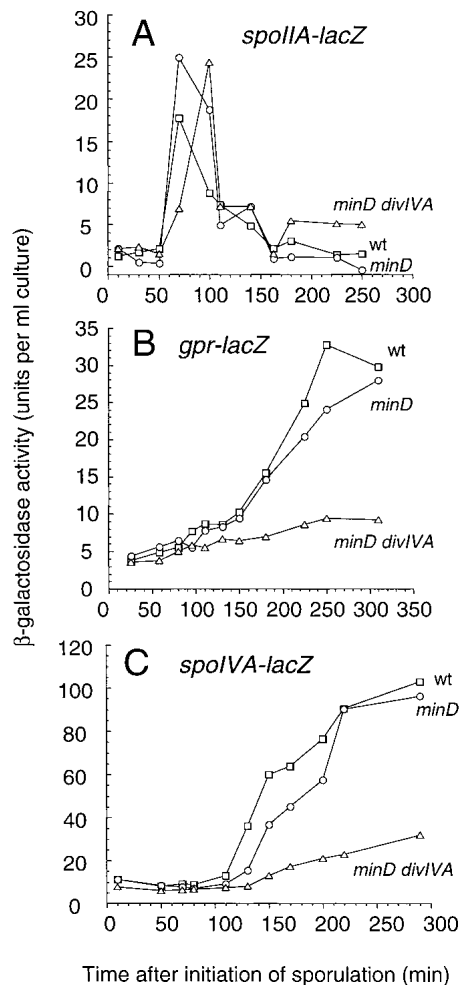 A spoIIA-lacZ
30
25
20
15
10
5
0
minD divIVA
wt
minD
0 50 100 150 200 250 300
B gpr-lacZ
35
30
25
20
15
10
5
0
wt
minD
minD divIVA
0 50 100 150 200 250 300 350
C spoIVA-lacZ
120
100
80
60
40
20
0
wt
minD
minD divIVA
0 50 100 150 200 250 300
β-galactosidase activity (units per ml culture)
Time after initiation of sporulation (min)